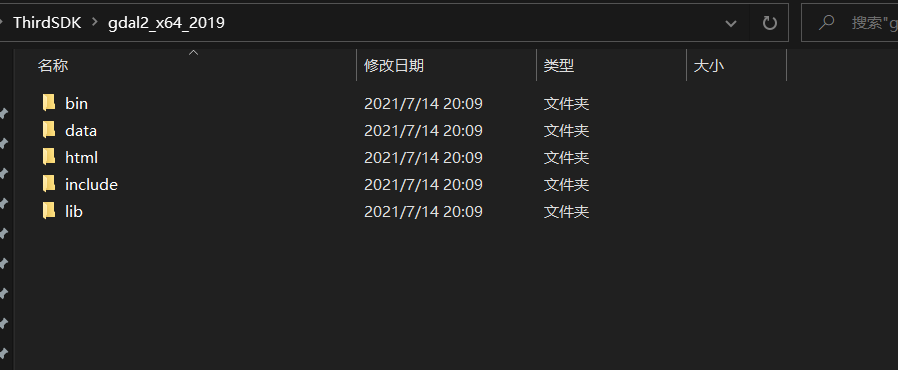 ThirdSDK > gdal2_x64_2019 搜索"g
名称 修改日期 类型 大小
bin 2021/7/14 20:09 文件夹
data 2021/7/14 20:09 文件夹
html 2021/7/14 20:09 文件夹
include 2021/7/14 20:09 文件夹
lib 2021/7/14 20:09 文件夹